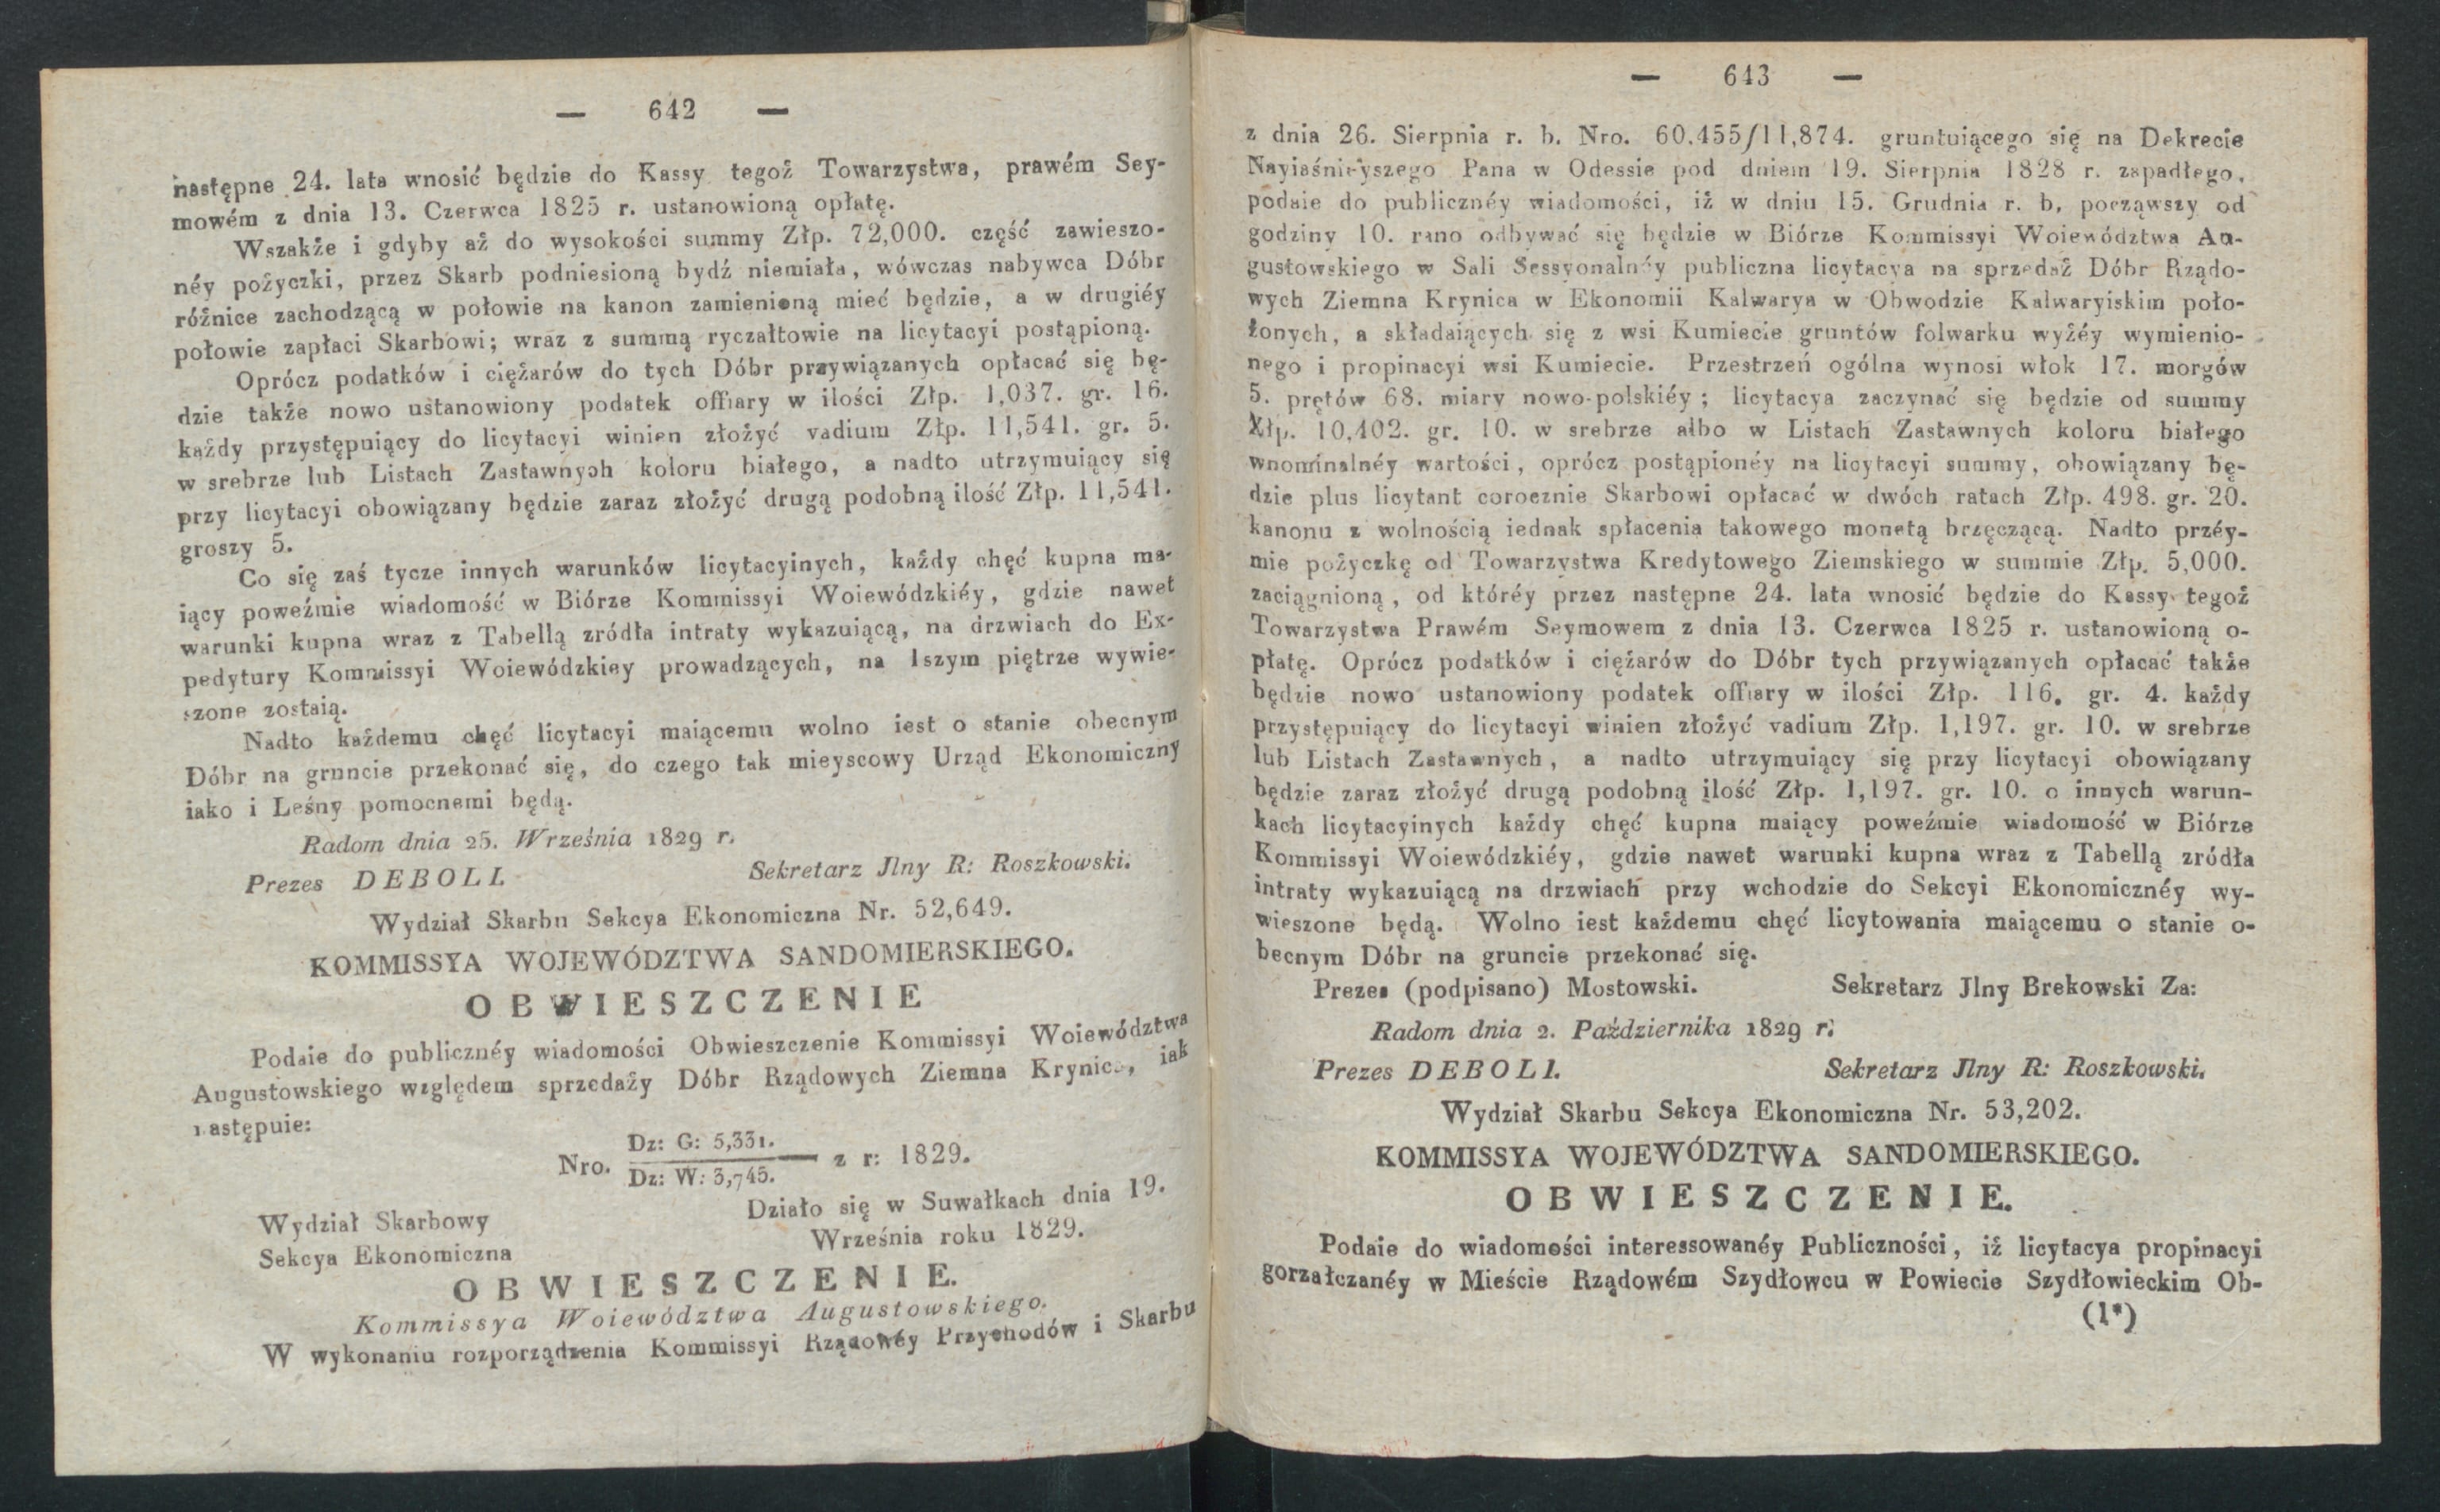 — 642 —
następne 24. lata wnosić będzie do Kassy tegoż Towarzystwa, prawém Sey-
mowém z dnia 13. Czerwca 1825 r. ustanowioną opłatę.
Wszakże i gdyby aż do wysokości summy Złp. 72,000. część zawieszo-
néy pożyczki, przez Skarb podniesioną bydź niemiała, wówczas nabywca Dóbr
różnice zachodzącą w połowie na kanon zamienioną mieć będzie, a w drugiéy
połowie zapłaci Skarbowi; wraz z summą ryczałtowie na licytacyi postąpioną.
Oprócz podatków i ciężarów do tych Dóbr przywiązanych opłacać się bę-
dzie także nowo ustanowiony podatek offiary w ilości Złp. 1,037. gr. 16.
każdy przystępuiący do licytacyi winien złożyć vadium Złp. 11,541. gr. 5.
w srebrze lub Listach Zastawnych koloru białego, a nadto utrzymuiący się
przy licytacyi obowiązany będzie zaraz złożyć drugą podobną ilość Złp. 11,541.
groszy 5.
Co się zaś tycze innych warunków licytacyinych, każdy chęć kupna ma-
iący poweźmie wiadomość w Biórze Kommissyi Woiewódzkiéy, gdzie nawet
warunki kupna wraz z Tabellą zródła intraty wykazuiącą, na drzwiach do Ex-
pedytury Kommissyi Woiewódzkiey prowadzących, na 1szym piętrze wywie-
szone zostaią.
Nadto każdemu chęć licytacyi maiącemu wolno iest o stanie obecnym
Dóbr na gruncie przekonać się, do czego tak mieyscowy Urząd Ekonomiczny
iako i Leśny pomocnemi będą.
Radom dnia 25. Września 1829 r.
Prezes DEBOLI. Sekretarz Jlny R: Roszkowski.
Wydział Skarbu Sekcya Ekonomiczna Nr. 52,649.
KOMMISSYA WOJEWÓDZTWA SANDOMIERSKIEGO.
OBWIESZCZENIE
Podaie do publicznéy wiadomości Obwieszczenie Kommissyi Woiewództwa
Augustowskiego względem sprzedaży Dóbr Rządowych Ziemna Krynica, iak
następuie:
Nro. Dz: G: 5,331. z r: 1829.
Dz: W: 3,745.
Działo się w Suwałkach dnia 19.
Wydział Skarbowy Września roku 1829.
Sekcya Ekonomiczna
OBWIESZCZENIE.
Kommissya Woiewództwa Augustowskiego.
W wykonaniu rozporządzenia Kommissyi Rządowéy Przychodów i Skarbu
— 643 —
z dnia 26. Sierpnia r. b. Nro. 60.455/11,874. gruntuiącego się na Dekrecie
Nayiaśnieyszego Pana w Odessie pod dniem 19. Sierpnia 1828 r. zapadłego,
podaie do publicznéy wiadomości, iż w dniu 15. Grudnia r. b. począwszy od
godziny 10. rano odbywać się będzie w Biórze Kommissyi Woiewództwa Au-
gustowskiego w Sali Sessyonalnéy publiczna licytacya na sprzedaż Dóbr Rządo-
wych Ziemna Krynica w Ekonomii Kalwarya w Obwodzie Kalwaryiskim poło-
żonych, a składaiących się z wsi Kumiecie gruntów folwarku wyżéy wymienio-
nego i propinacyi wsi Kumiecie. Przestrzeń ogólna wynosi włok 17. morgów
5. prętów 68. miary nowo-polskiéy; licytacya zaczynać się będzie od summy
Złp. 10,402. gr. 10. w srebrze albo w Listach Zastawnych koloru białego
wnominalnéy wartości, oprócz postąpionéy na licytacyi summy, obowiązany bę-
dzie plus licytant corocznie Skarbowi opłacać w dwóch ratach Złp. 498. gr. 20.
kanonu z wolnością iednak spłacenia takowego monetą brzęczącą. Nadto przéy-
mie pożyczkę od Towarzystwa Kredytowego Ziemskiego w summie Złp. 5,000.
zaciągnioną, od któréy przez następne 24. lata wnosić będzie do Kassy tegoż
Towarzystwa Prawém Seymowem z dnia 13. Czerwca 1825 r. ustanowioną o-
płatę. Oprócz podatków i ciężarów do Dóbr tych przywiązanych opłacać także
będzie nowo ustanowiony podatek offiary w ilości Złp. 116. gr. 4. każdy
przystępuiący do licytacyi winien złożyć vadium Złp. 1,197. gr. 10. w srebrze
lub Listach Zastawnych, a nadto utrzymuiący się przy licytacyi obowiązany
będzie zaraz złożyć drugą podobną ilość Złp. 1,197. gr. 10. o innych warun-
kach licytacyinych każdy chęć kupna maiący poweźmie wiadomość w Biórze
Kommissyi Woiewódzkiéy, gdzie nawet warunki kupna wraz z Tabellą zródła
intraty wykazuiącą na drzwiach przy wchodzie do Sekcyi Ekonomicznéy wy-
wieszone będą. Wolno iest każdemu chęć licytowania maiącemu o stanie o-
becnym Dóbr na gruncie przekonać się.
Prezes (podpisano) Mostowski. Sekretarz Jlny Brekowski Za:
Radom dnia 2. Października 1829 r.
Prezes DEBOLI. Sekretarz Jlny R: Roszkowski.
Wydział Skarbu Sekcya Ekonomiczna Nr. 53,202.
KOMMISSYA WOJEWÓDZTWA SANDOMIERSKIEGO.
OBWIESZCZENIE.
Podaie do wiadomości interessowanéy Publiczności, iż licytacya propinacyi
gorzałczanéy w Mieście Rządowém Szydłowcu w Powiecie Szydłowieckim Ob-
(1*)